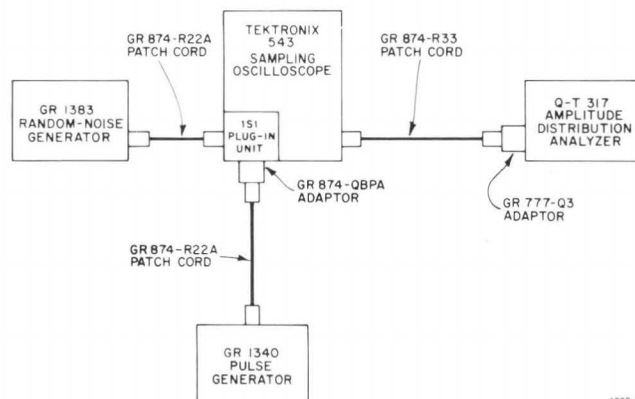 GR 874-R22A
PATCH CORD
TEKTRONIX
543
SAMPLING
OSCILLOSCOPE
GR 874-R33
PATCH CORD
GR 1383
RANDOM-NOISE
GENERATOR
1S1
PLUG-IN
UNIT
Q-T 317
AMPLITUDE
DISTRIBUTION
ANALYZER
GR 874-QBPA
ADAPTOR
GR 777-Q3
ADAPTOR
GR 874-R22A
PATCH CORD
GR 1340
PULSE
GENERATOR